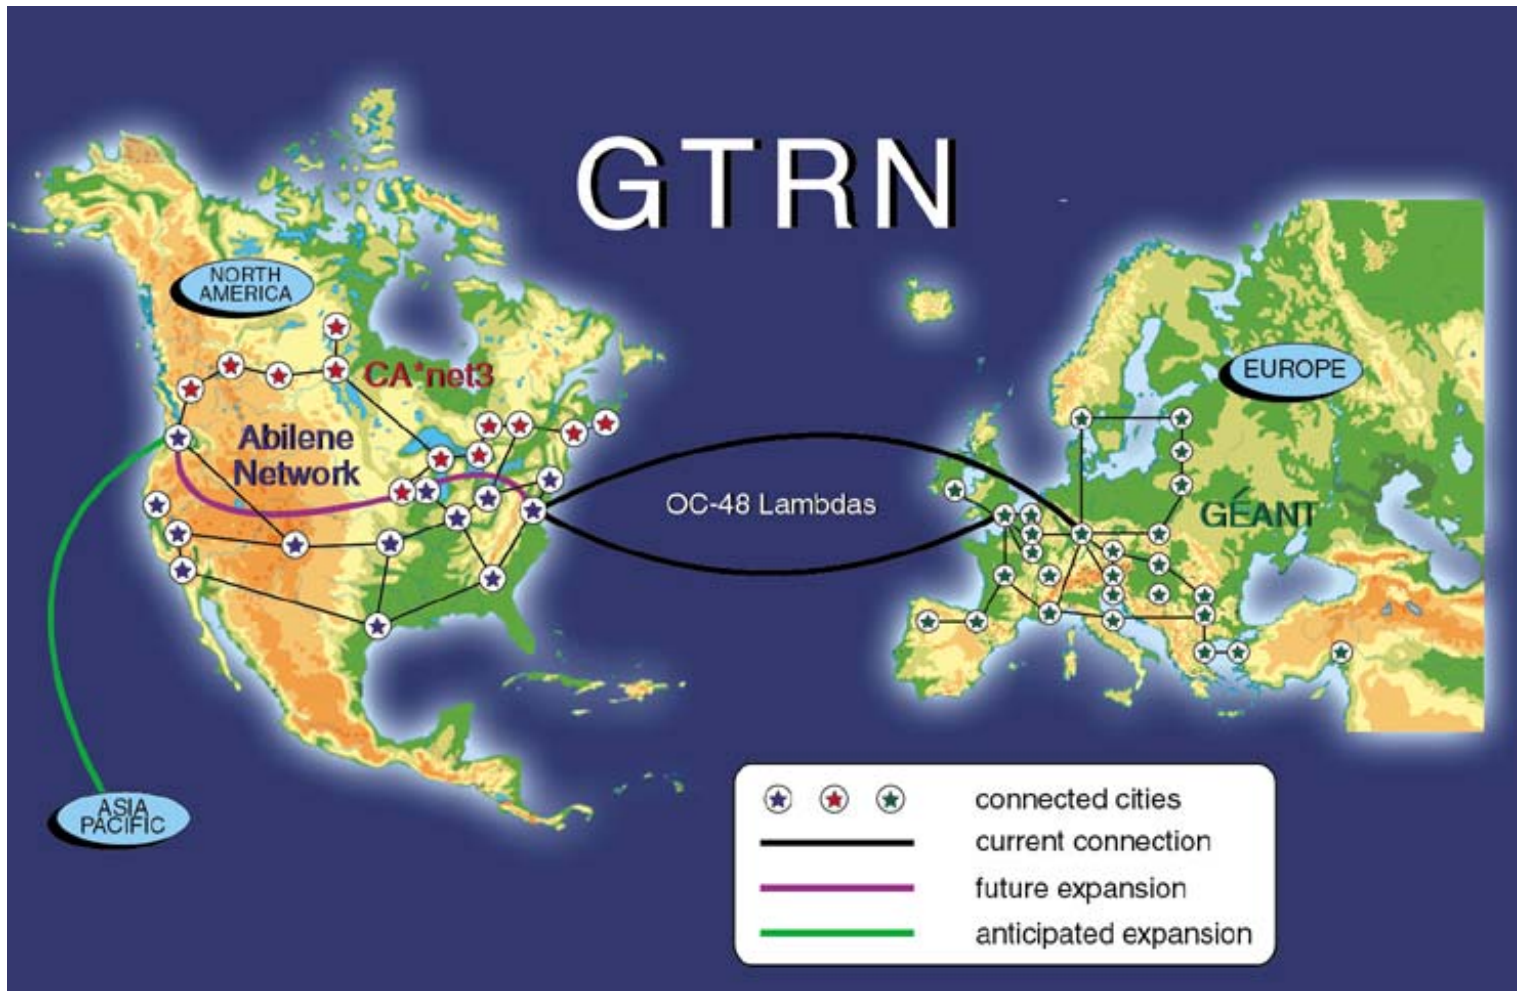 GTRN
NORTH
AMERICA
CA*net3
EUROPE
Abilene
Network
OC-48 Lambdas
GÉANT
ASIA
PACIFIC
connected cities
current connection
future expansion
anticipated expansion